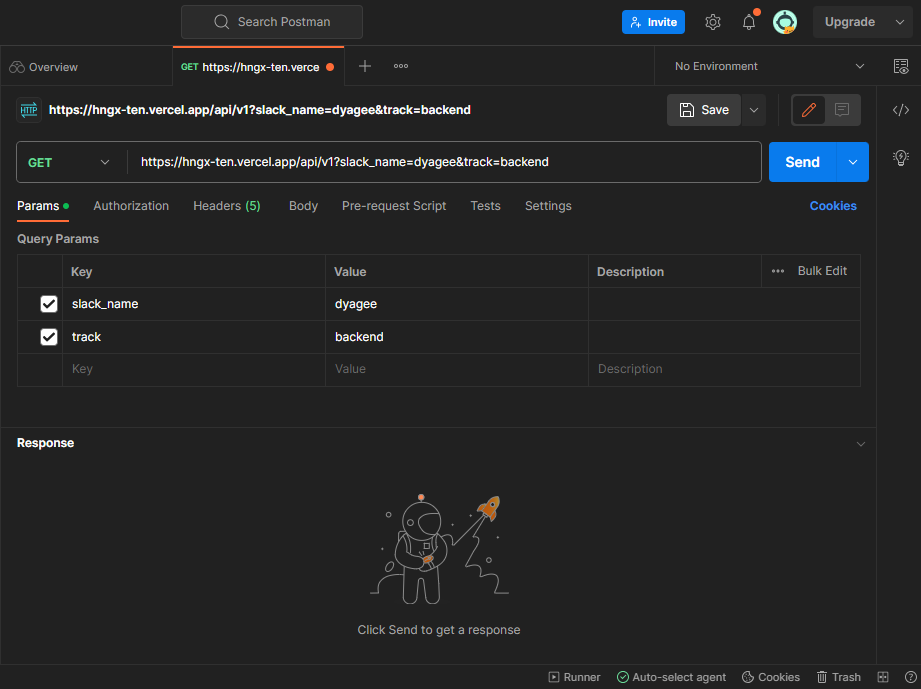 Search Postman
Invite
Upgrade
Overview
GET https://hngx-ten.verce
No Environment
HTTP
https://hngx-ten.vercel.app/api/v1?slack_name=dyagee&track=backend
Save
GET
https://hngx-ten.vercel.app/api/v1?slack_name=dyagee&track=backend
Send
Params Authorization Headers (5) Body Pre-request Script Tests Settings Cookies
Query Params
Key Value Description Bulk Edit
slack_name dyagee
track backend
Key Value Description
Response
Click Send to get a response
Runner Auto-select agent Cookies Trash